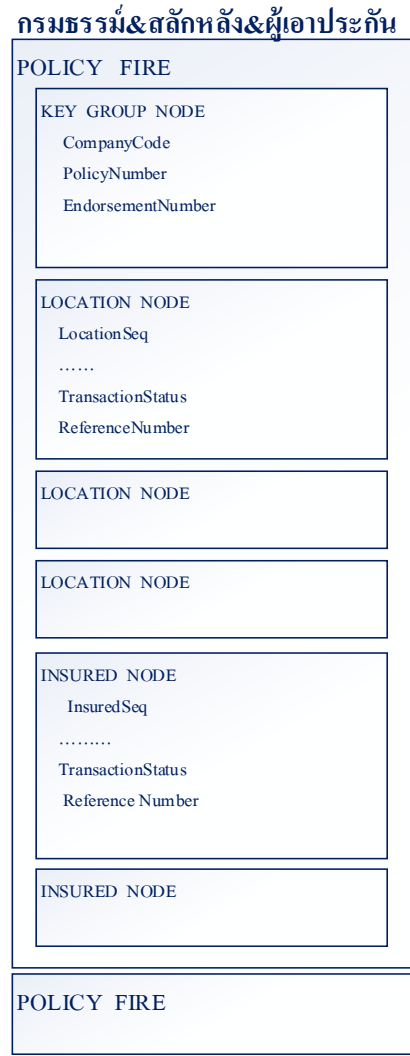 กรมธรรม์&สลักหลัง&ผู้เอาประกัน
POLICY FIRE
KEY GROUP NODE
CompanyCode
PolicyNumber
EndorsementNumber
LOCATION NODE
LocationSeq
……
TransactionStatus
ReferenceNumber
LOCATION NODE
LOCATION NODE
INSURED NODE
InsuredSeq
………
TransactionStatus
Reference Number
INSURED NODE
POLICY FIRE